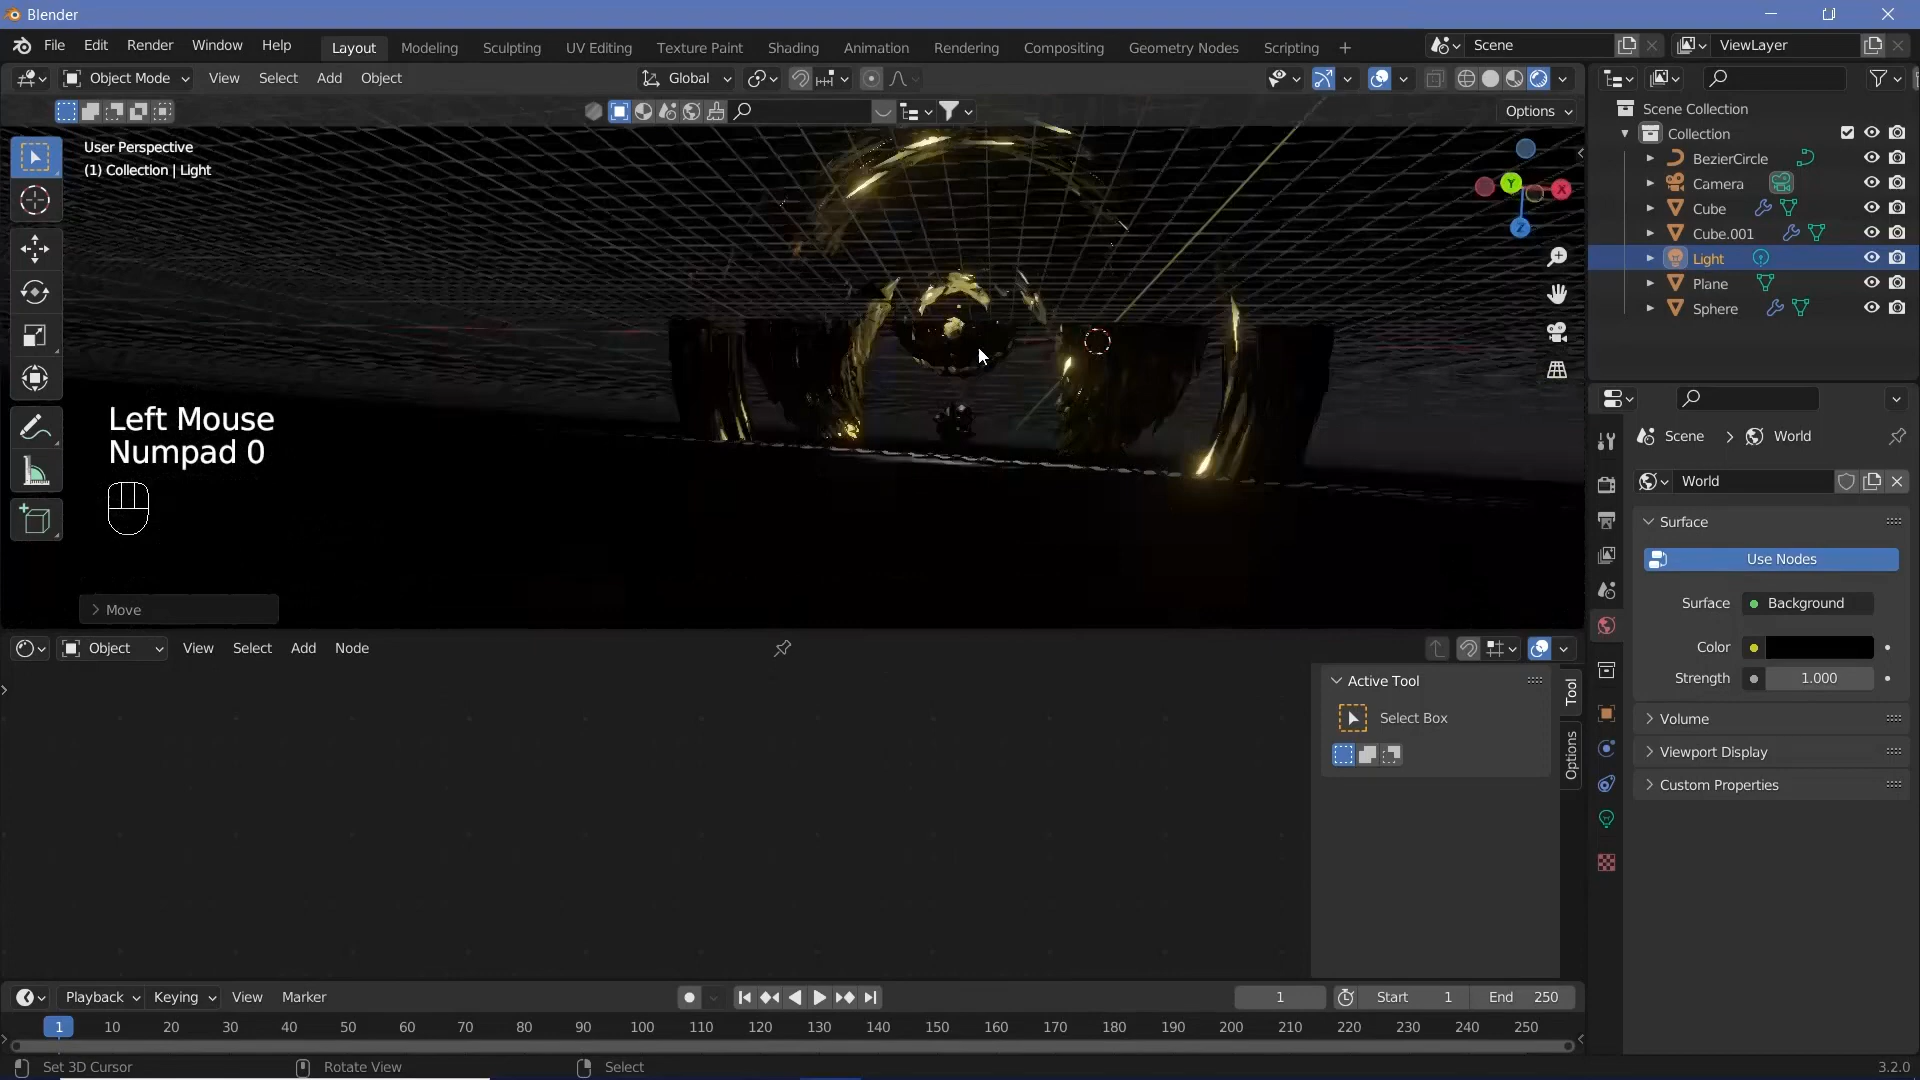 Blender
File Edit Render Window Help Layout Modeling Sculpting UV Editing Texture Paint Shading Animation Rendering Compositing Geometry Nodes Scripting + Scene ViewLayer
Object Mode View Select Add Object Global
Options
User Perspective
(1) Collection | Light
Y
X
Z
Left Mouse
Numpad 0
Move
Scene Collection
Collection
BezierCircle
Camera
Cube
Cube.001
Light
Plane
Sphere
Scene > World
World
Surface
Use Nodes
Surface Background
Color
Strength 1.000
Volume
Viewport Display
Custom Properties
Object View Select Add Node
Active Tool
Select Box
Tool
Options
Playback Keying View Marker 1 Start 1 End 250
1 10 20 30 40 50 60 70 80 90 100 110 120 130 140 150 160 170 180 190 200 210 220 230 240 250
Set 3D Cursor Rotate View Select 3.2.0